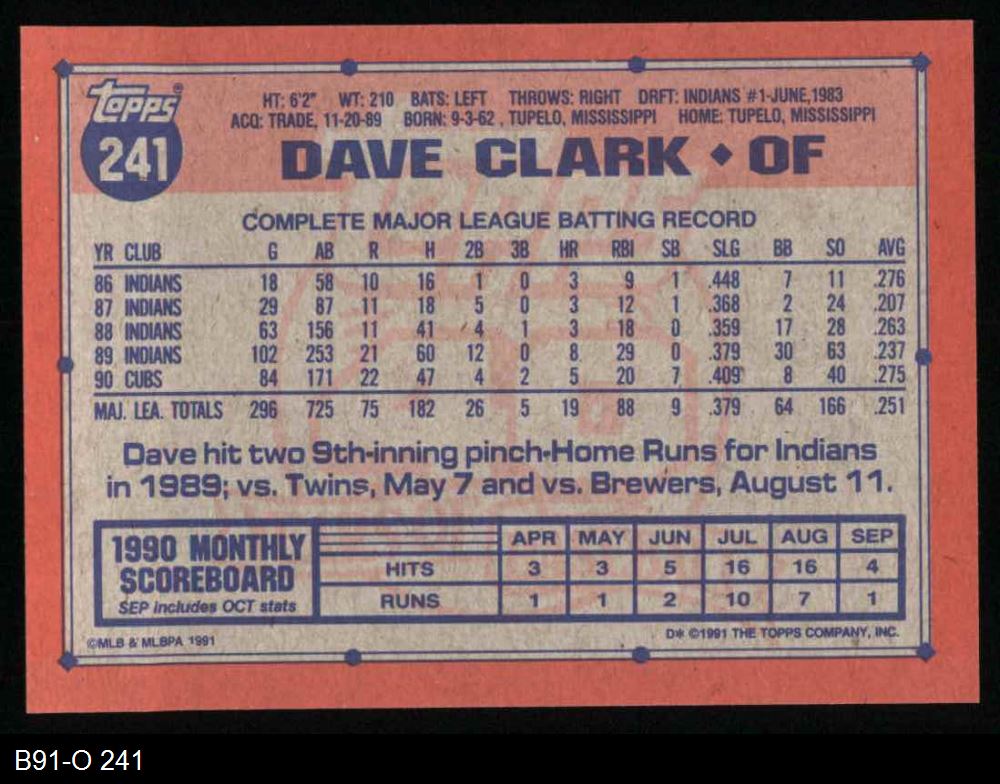 Topps®
241
HT: 6'2" WT: 210 BATS: LEFT THROWS: RIGHT DRFT: INDIANS #1-JUNE,1983
ACQ: TRADE, 11-20-89 BORN: 9-3-62 , TUPELO, MISSISSIPPI HOME: TUPELO, MISSISSIPPI
DAVE CLARK ◆ OF
COMPLETE MAJOR LEAGUE BATTING RECORD
YR CLUB G AB R H 2B 3B HR RBI SB SLG BB SO AVG
86 INDIANS 18 58 10 16 1 0 3 9 1 .448 7 11 .276
87 INDIANS 29 87 11 18 5 0 3 12 1 .368 2 24 .207
88 INDIANS 63 156 11 41 4 1 3 18 0 .359 17 28 .263
89 INDIANS 102 253 21 60 12 0 8 29 0 .379 30 63 .237
90 CUBS 84 171 22 47 4 2 5 20 7 .409 8 40 .275
MAJ. LEA. TOTALS 296 725 75 182 26 5 19 88 9 .379 64 166 .251
Dave hit two 9th-inning pinch-Home Runs for Indians
in 1989; vs. Twins, May 7 and vs. Brewers, August 11.
1990 MONTHLY
SCOREBOARD
SEP includes OCT stats
APR MAY JUN JUL AUG SEP
HITS 3 3 5 16 16 4
RUNS 1 1 2 10 7 1
©MLB & MLBPA 1991
D* ©1991 THE TOPPS COMPANY, INC.
B91-O 241